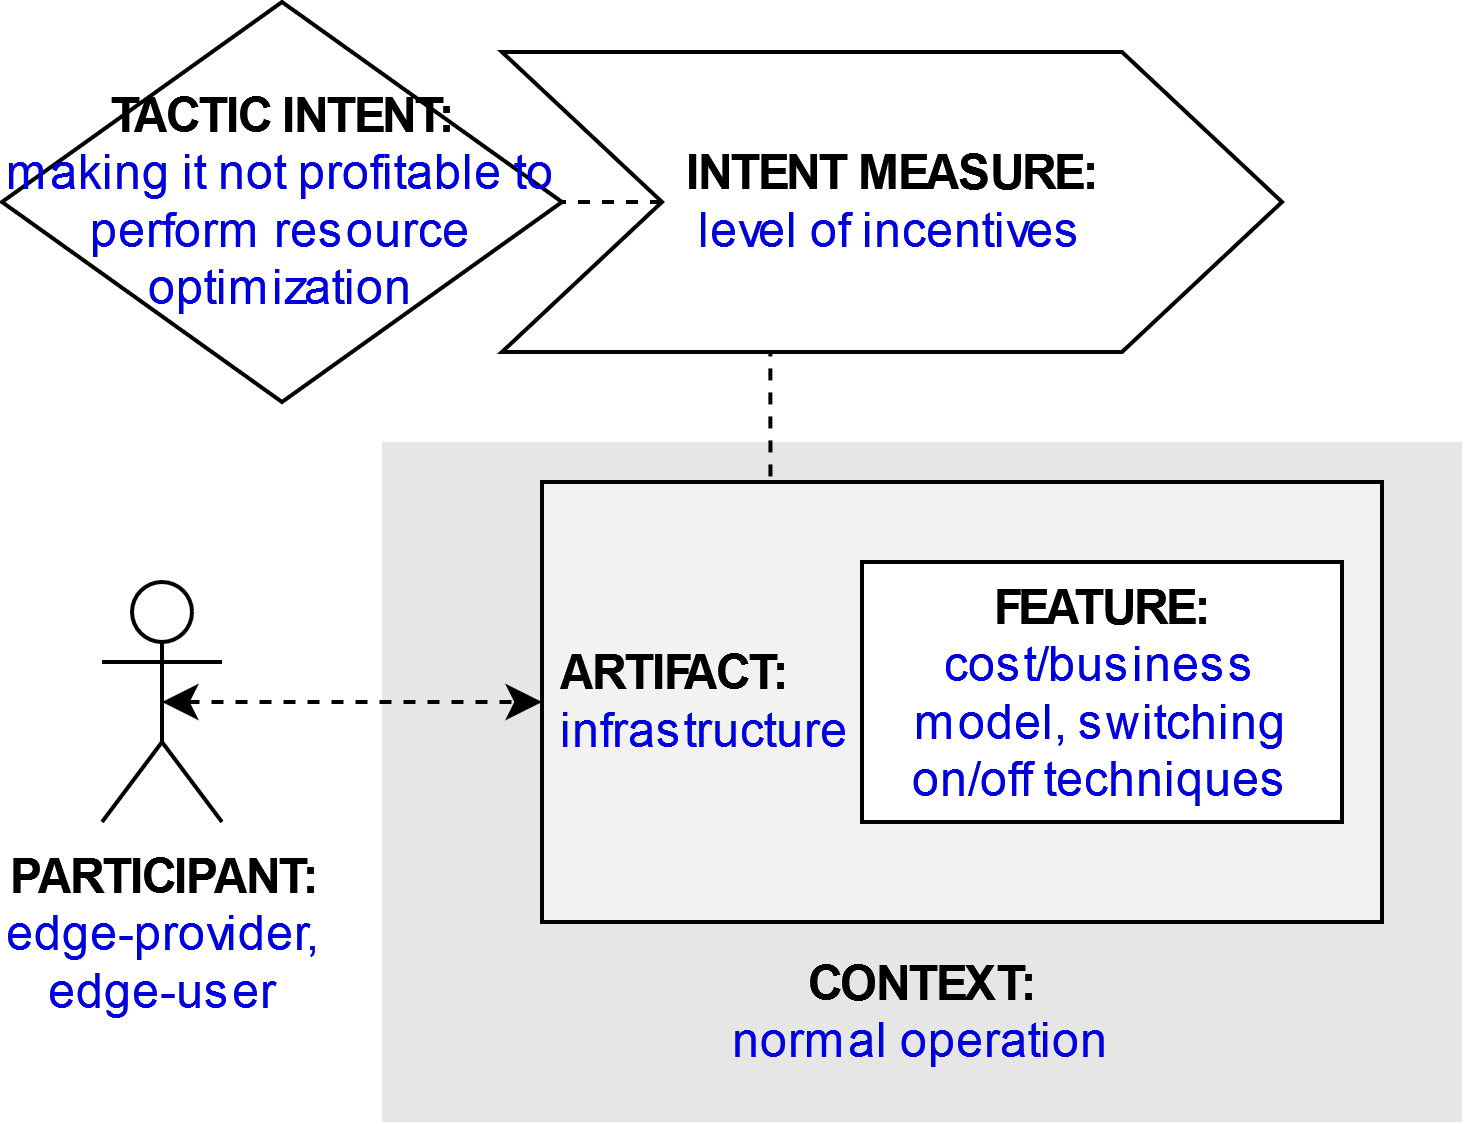 TACTIC INTENT:
making it not profitable to
perform resource
optimization
INTENT MEASURE:
level of incentives
ARTIFACT:
infrastructure
FEATURE:
cost/business
model, switching
on/off techniques
PARTICIPANT:
edge-provider,
edge-user
CONTEXT:
normal operation